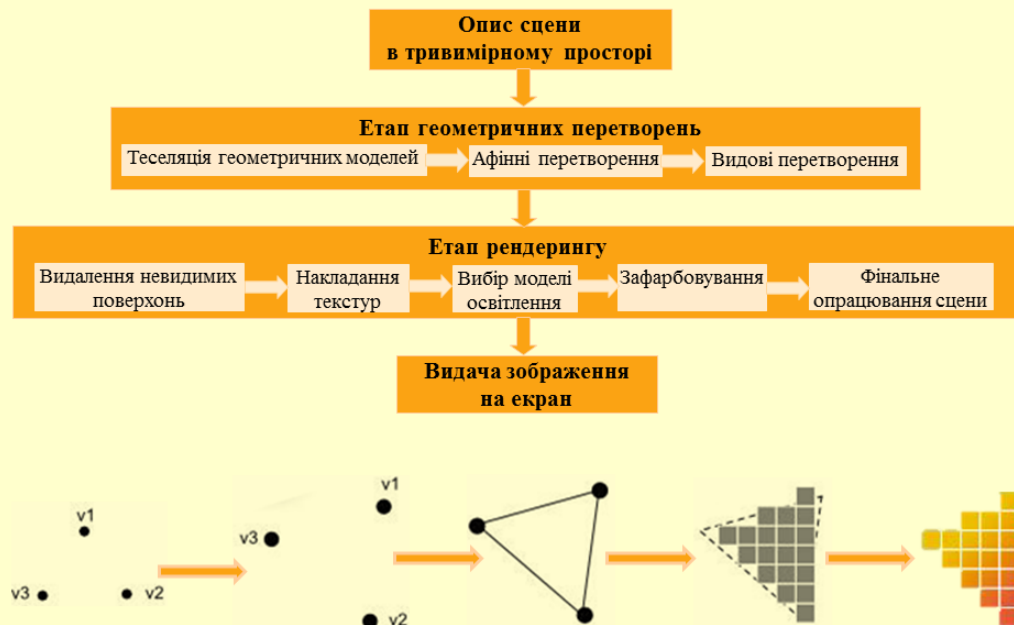 Опис сцени
в тривимірному просторі
Етап геометричних перетворень
Теселяція геометричних моделей
Афінні перетворення
Видові перетворення
Етап рендерингу
Видалення невидимих
поверхонь
Накладання
текстур
Вибір моделі
освітлення
Зафарбовування
Фінальне
опрацювання сцени
Видача зображення
на екран
v1
v3
v2
v1
v3
v2